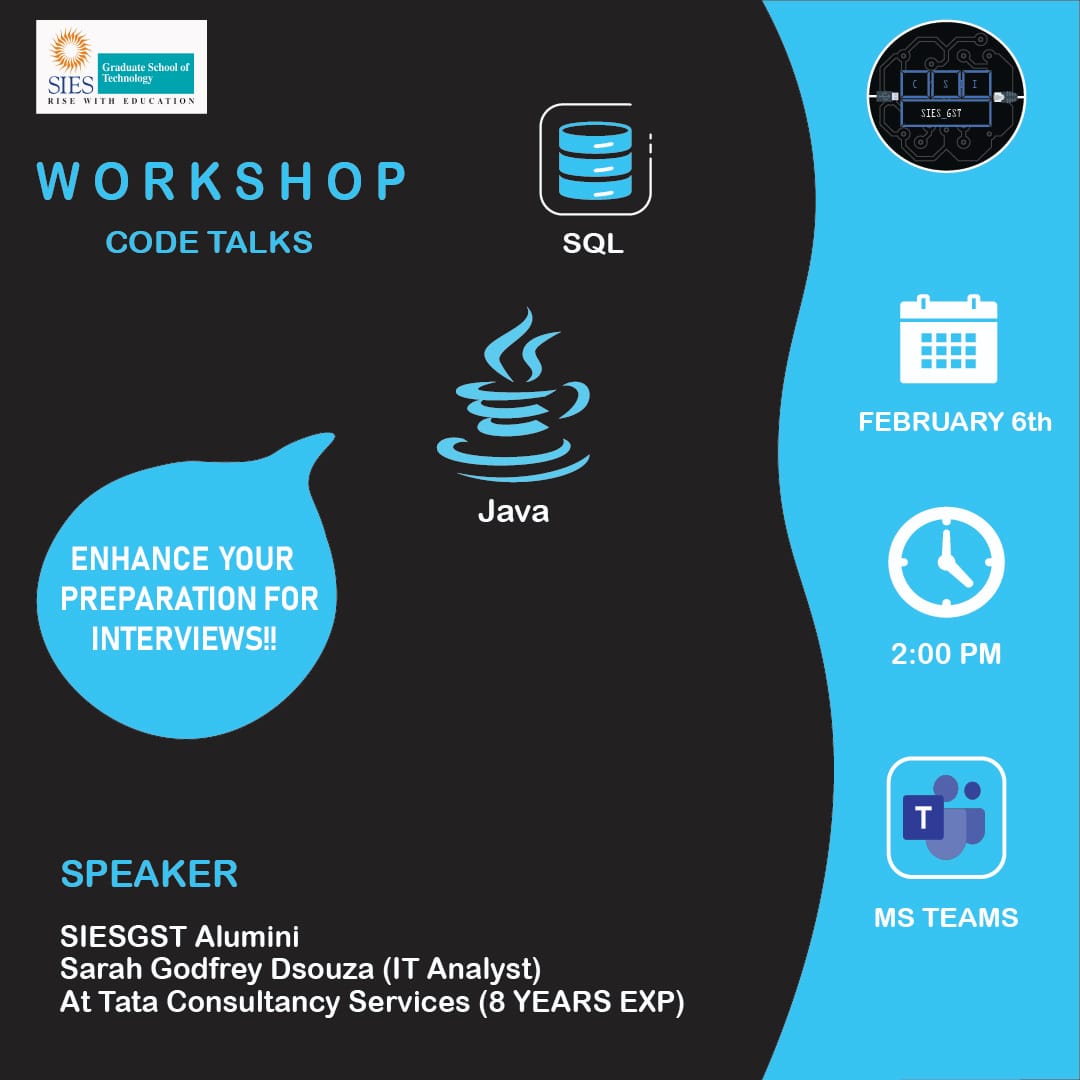 SIES
Graduate School of
Technology
RISE WITH EDUCATION
C S I
SIES_GST
WORKSHOP
CODE TALKS
SQL
Java
ENHANCE YOUR
PREPARATION FOR
INTERVIEWS!!
FEBRUARY 6th
2:00 PM
T
MS TEAMS
SPEAKER
SIESGST Alumini
Sarah Godfrey Dsouza (IT Analyst)
At Tata Consultancy Services (8 YEARS EXP)